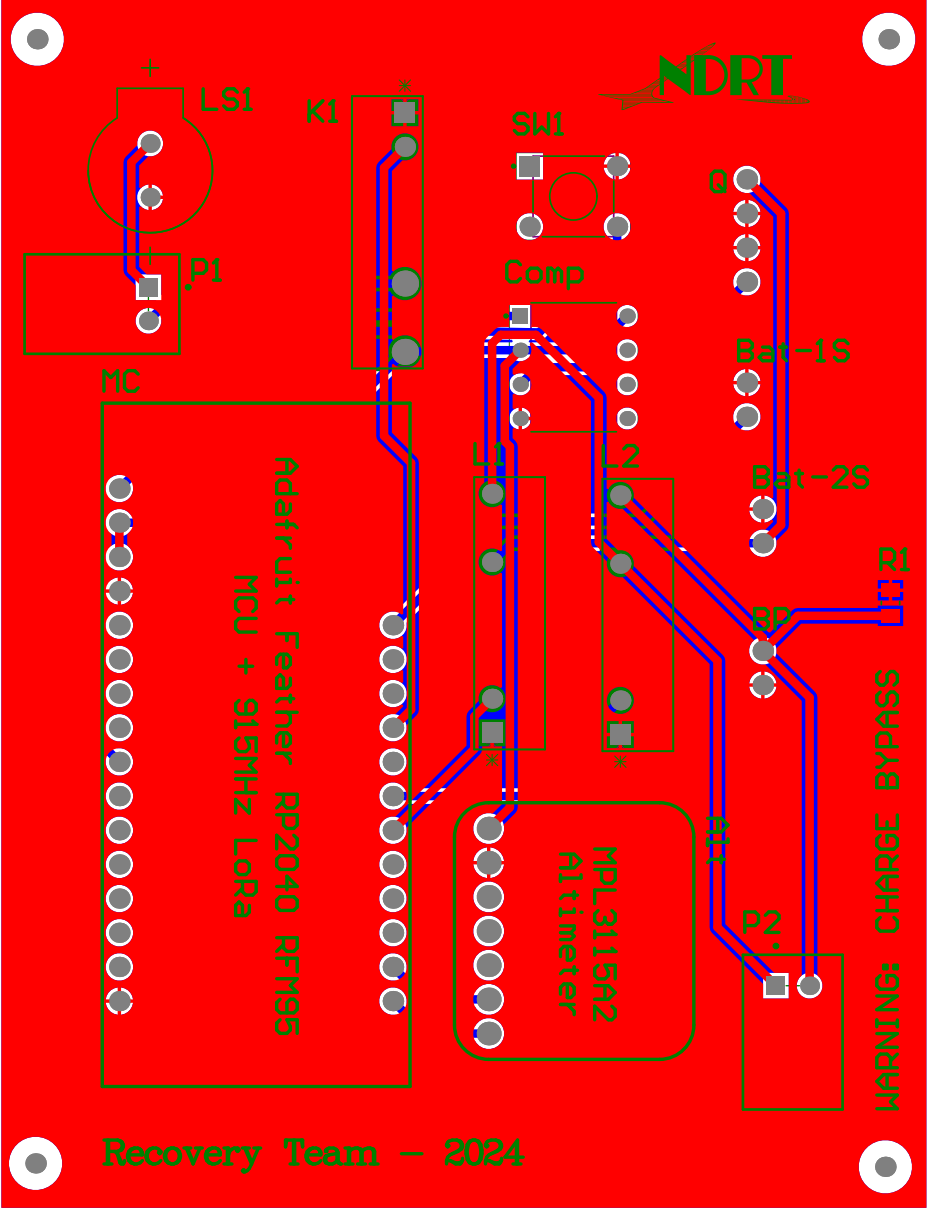 NDRT
LS1
K1
SW1
Q
P1
Comp
Bat-1S
MC
L1
L2
Bat-2S
R1
BP
Adafruit Feather RP2040 RFM95
MCU + 915MHz LoRa
MPL3115A2
Altimeter
Alt
P2
WARNING: CHARGE BYPASS
Recovery Team - 2024